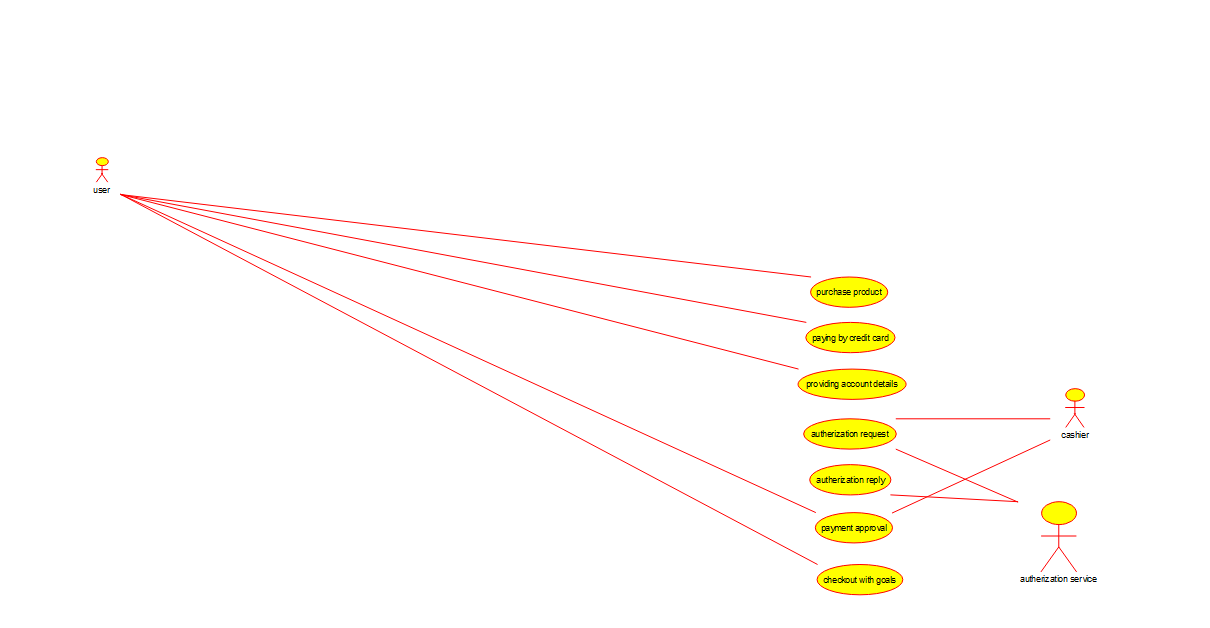 user
purchase product
paying by credit card
providing account details
autherization request
cashier
autherization reply
payment approval
checkout with goals
autherization service